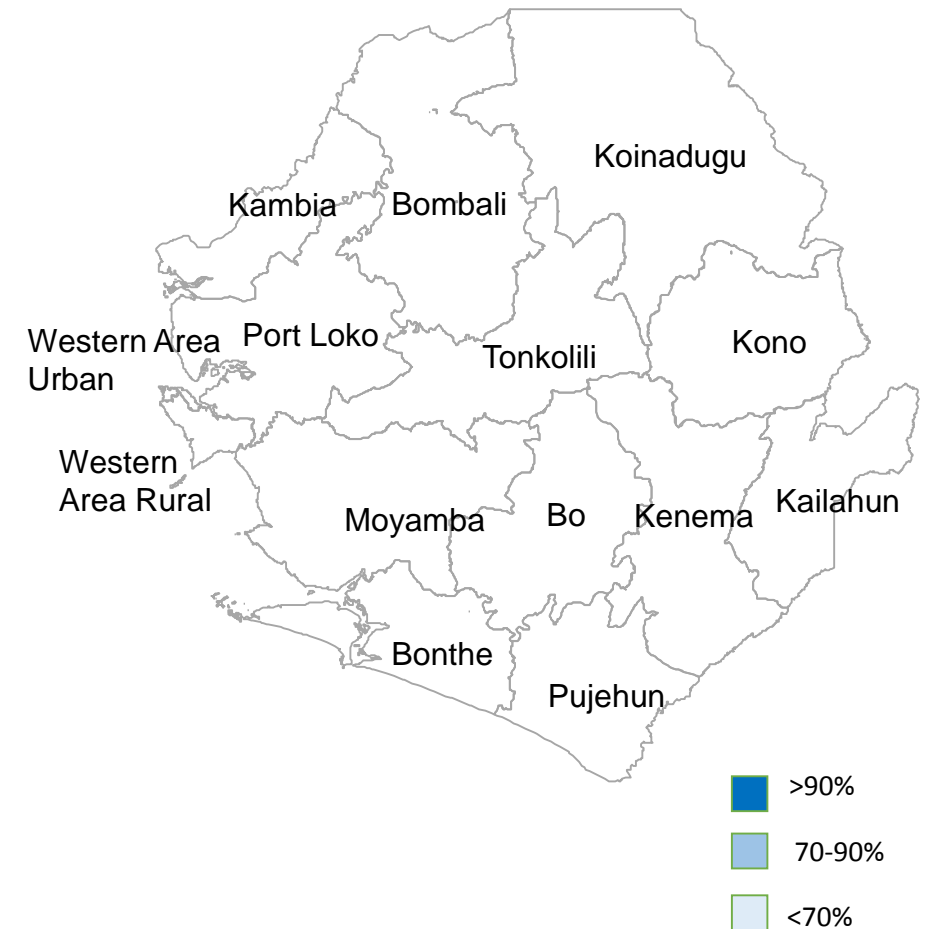 Koinadugu
Kambia
Bombali
Western Area
Urban
Port Loko
Tonkolili
Kono
Western
Area Rural
Moyamba
Bo
Kenema
Kailahun
Bonthe
Pujehun
>90%
70-90%
<70%